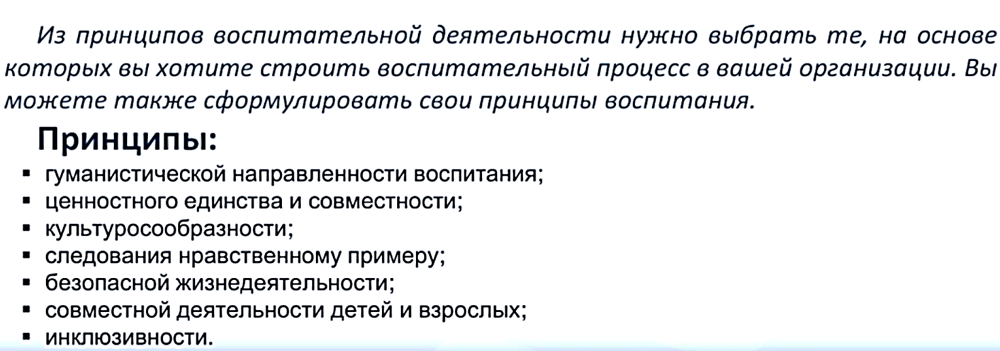 Из принципов воспитательной деятельности нужно выбрать те, на основе
которых вы хотите строить воспитательный процесс в вашей организации. Вы
можете также сформулировать свои принципы воспитания.
Принципы:
▪ гуманистической направленности воспитания;
▪ ценностного единства и совместности;
▪ культуросообразности;
▪ следования нравственному примеру;
▪ безопасной жизнедеятельности;
▪ совместной деятельности детей и взрослых;
▪ инклюзивности.